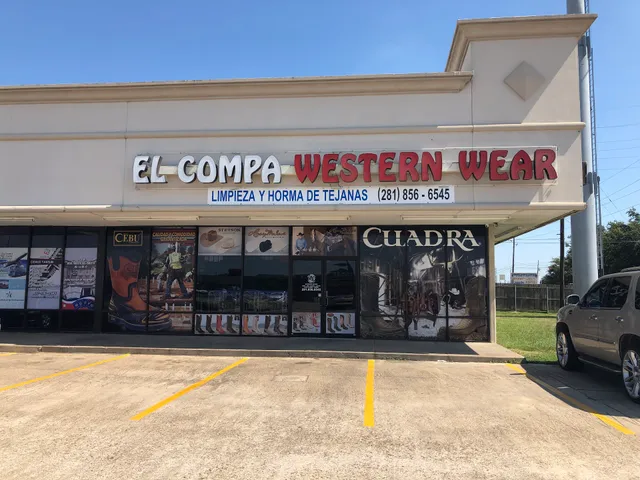 EL COMPA WESTERN WEAR
LIMPIEZA Y HORMA DE TEJANAS (281) 856 - 6545
CEBU
CUADRA